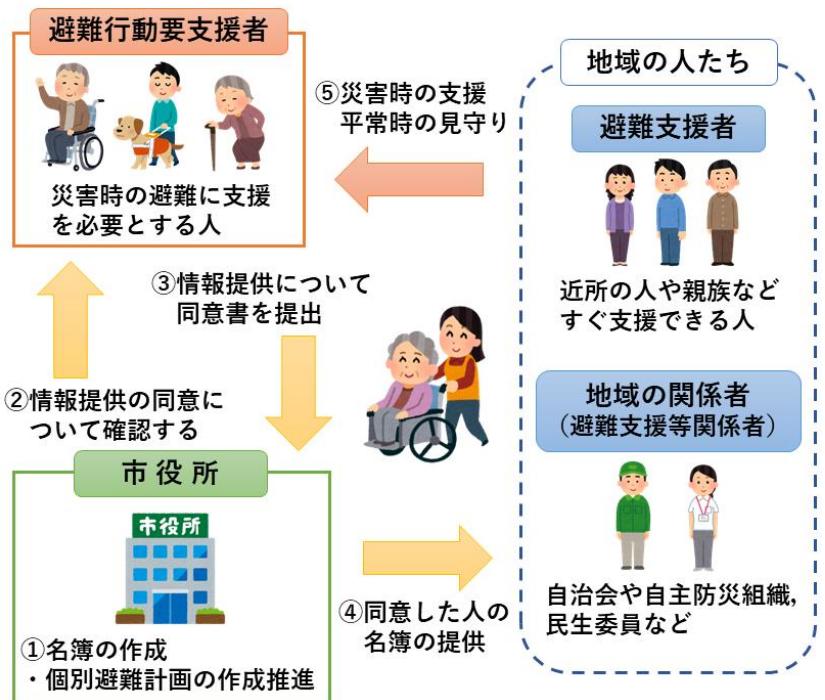 避難行動要支援者
災害時の避難に支援
を必要とする人
⑤災害時の支援
平常時の見守り
地域の人たち
避難支援者
近所の人や親族など
すぐ支援できる人
地域の関係者
（避難支援等関係者）
自治会や自主防災組織,
民生委員など
③情報提供について
同意書を提出
②情報提供の同意に
ついて確認する
市役所
市役所
①名簿の作成
・個別避難計画の作成推進
④同意した人の
名簿の提供